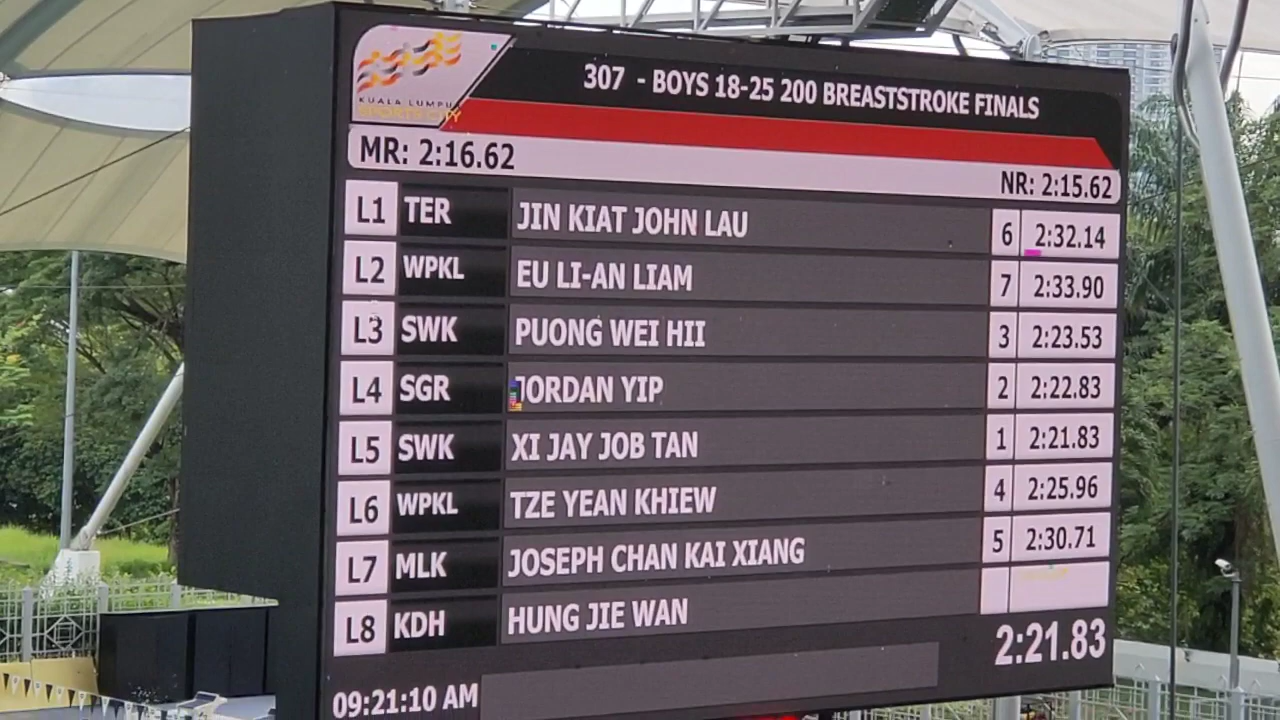 KUALA LUMPUR
SPORTS CITY
307 - BOYS 18-25 200 BREASTSTROKE FINALS
MR: 2:16.62
NR: 2:15.62
L1 TER JIN KIAT JOHN LAU 6 2:32.14
L2 WPKL EU LI-AN LIAM 7 2:33.90
L3 SWK PUONG WEI HII 3 2:23.53
L4 SGR JORDAN YIP 2 2:22.83
L5 SWK XI JAY JOB TAN 1 2:21.83
L6 WPKL TZE YEAN KHIEW 4 2:25.96
L7 MLK JOSEPH CHAN KAI XIANG 5 2:30.71
L8 KDH HUNG JIE WAN
2:21.83
09:21:10 AM